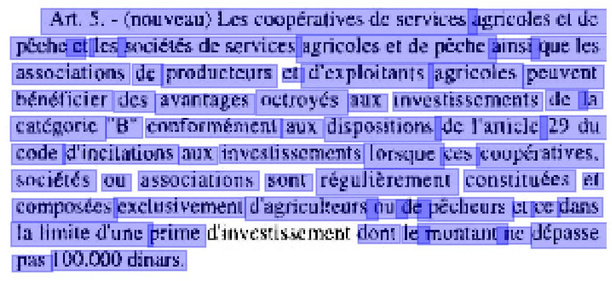 Art. 5. - (nouveau) Les coopératives de services agricoles et de
pêche et les sociétés de services agricoles et de pêche ainsi que les
associations de producteurs et d'exploitants agricoles peuvent
bénéficier des avantages octroyés aux investissements de la
catégorie "B" conformément aux dispositions de l'article 29 du
code d'incitations aux investissements lorsque ces coopératives,
sociétés ou associations sont régulièrement constituées et
composées exclusivement d'agriculteurs ou de pêcheurs et ce dans
la limite d'une prime d'investissement dont le montant ne dépasse
pas 100.000 dinars.